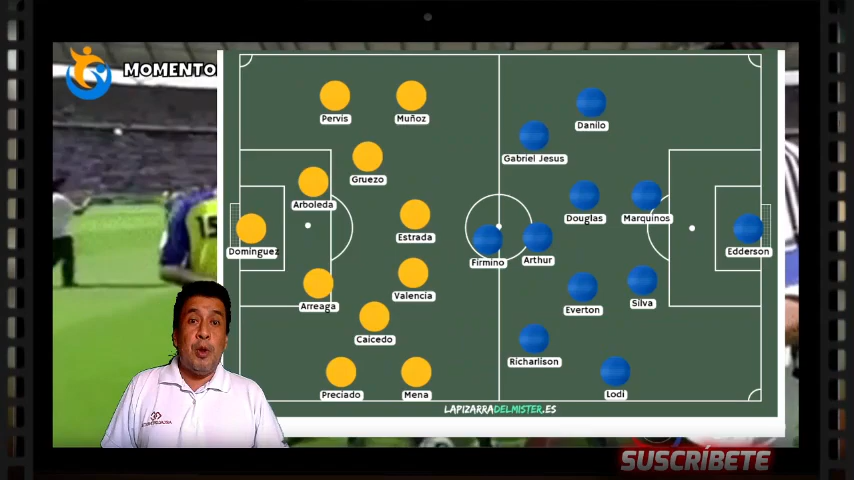 MOMENTO
Pervis
Muñoz
Danilo
Gabriel Jesus
Gruezo
Arboleda
Douglas
Marquinos
Estrada
Dominguez
Edderson
Firmino
Arthur
Valencia
Silva
Arreaga
Everton
Caicedo
Richarlison
Preciado
Mena
Lodi
LAPIZARRADELMISTER.ES
15
SUSCRÍBETE